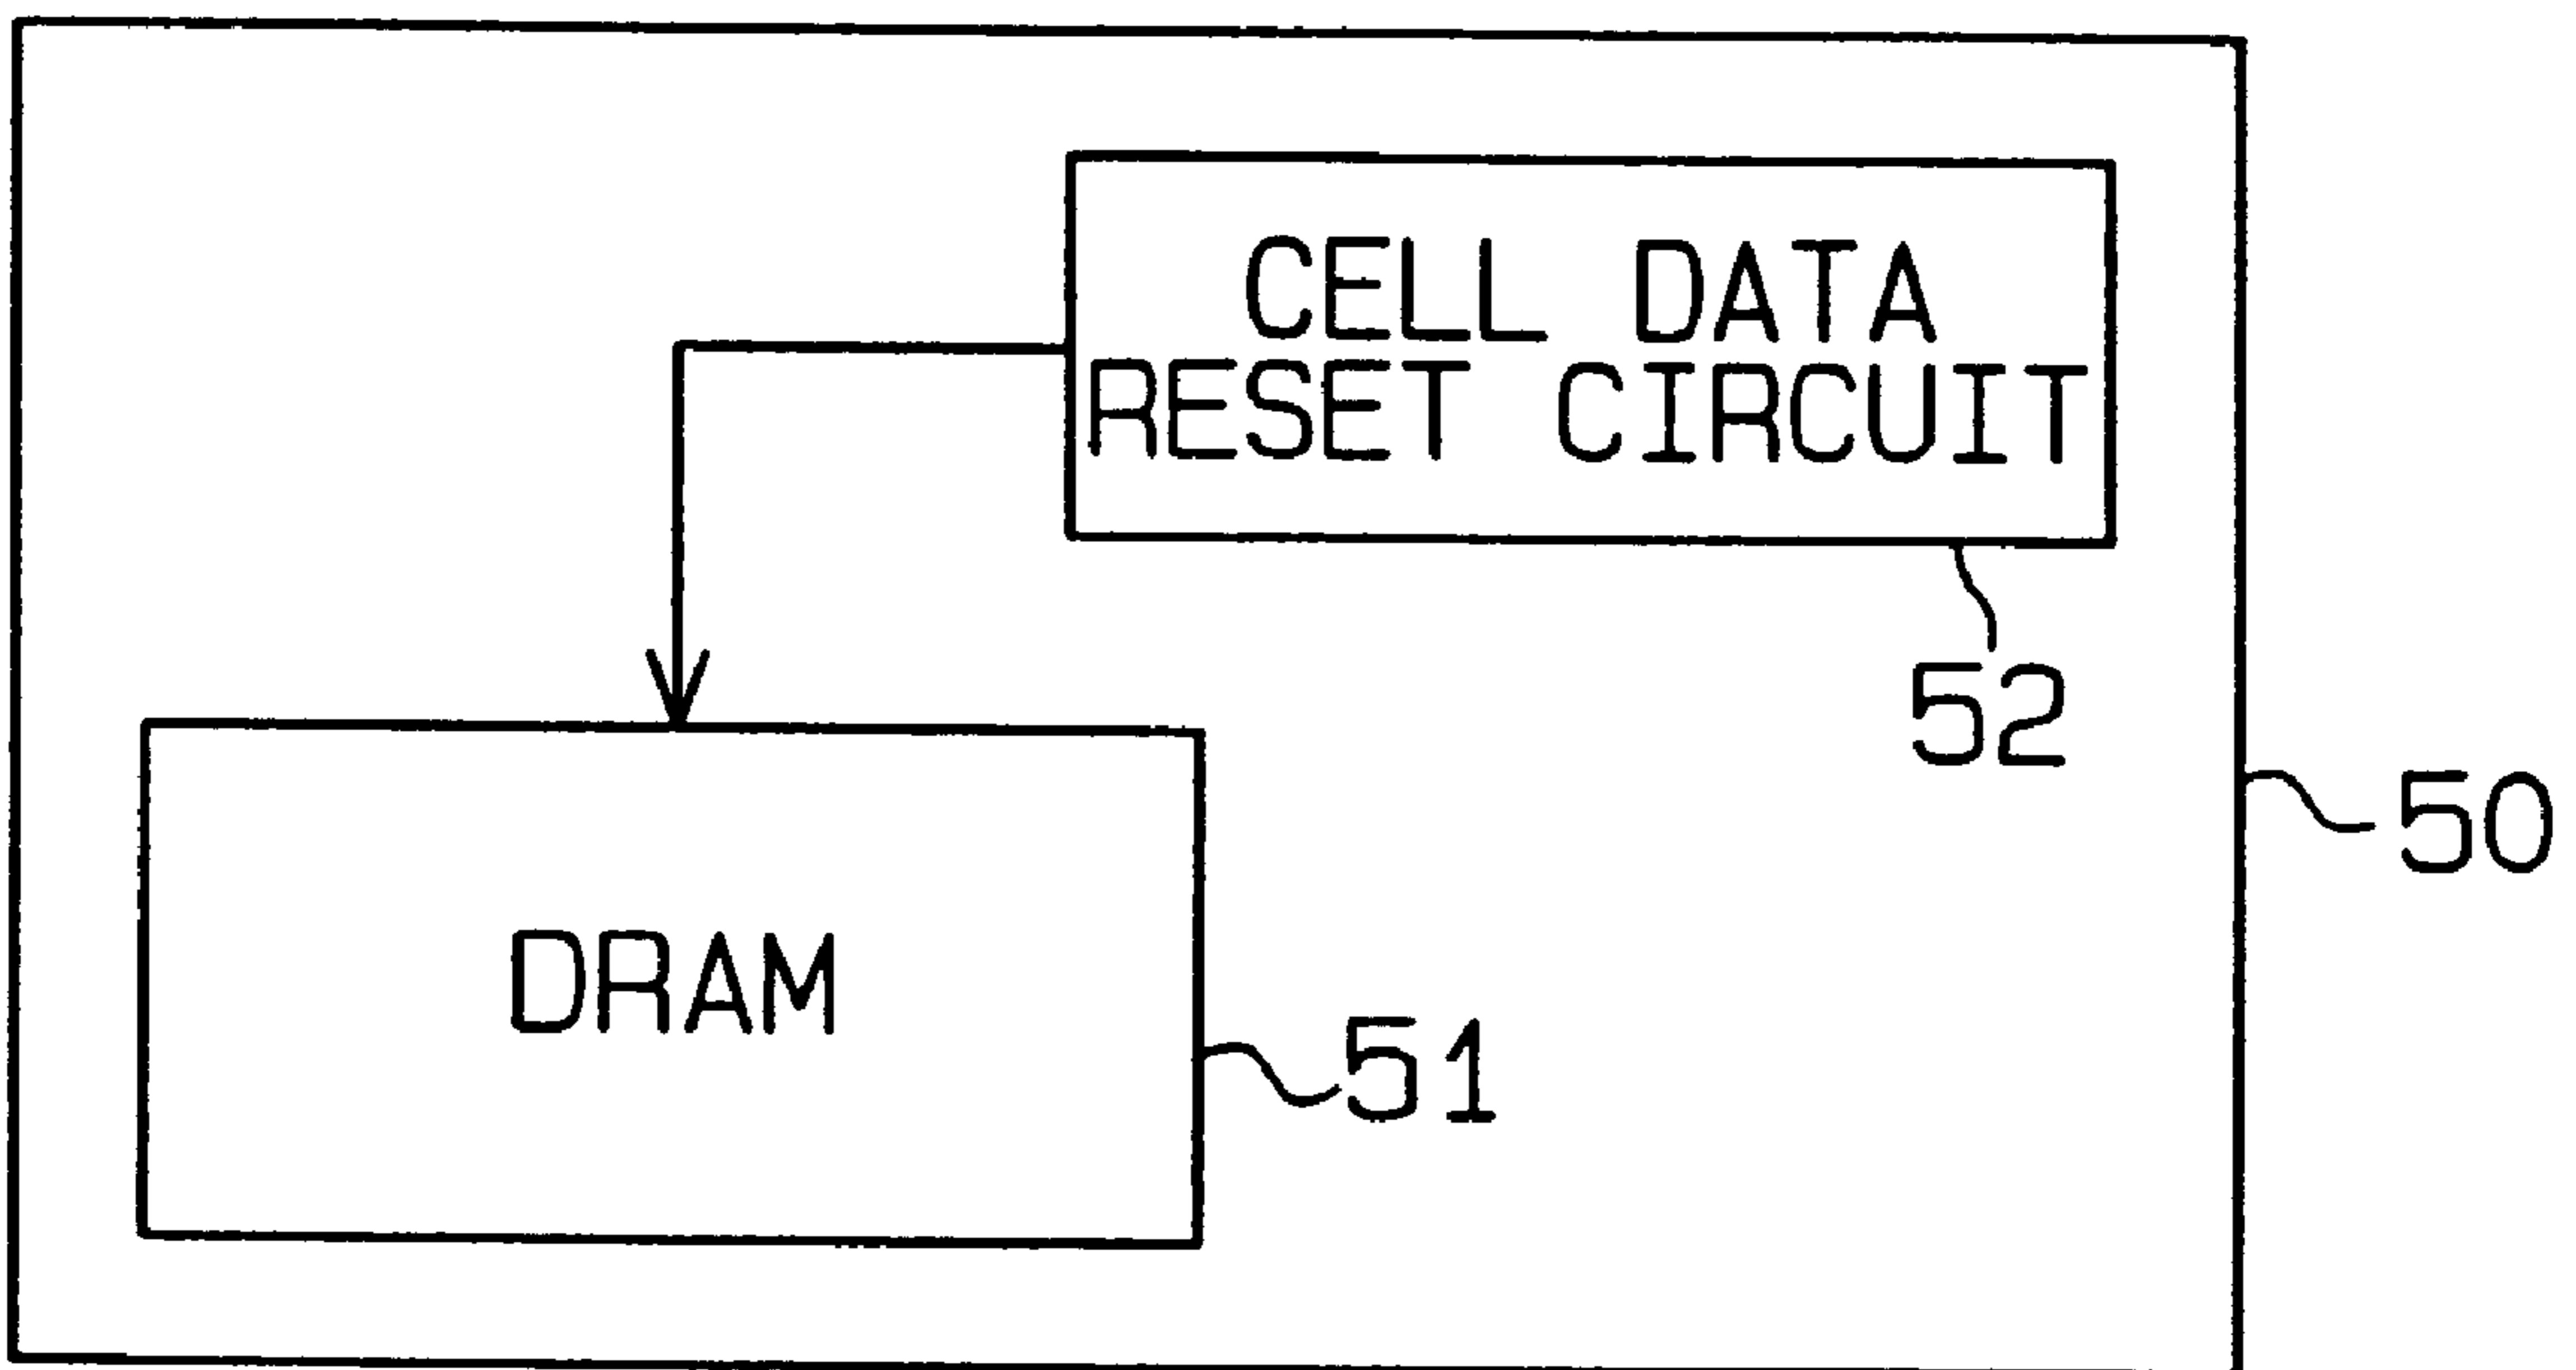 CELL DATA
RESET CIRCUIT
52
50
DRAM
51